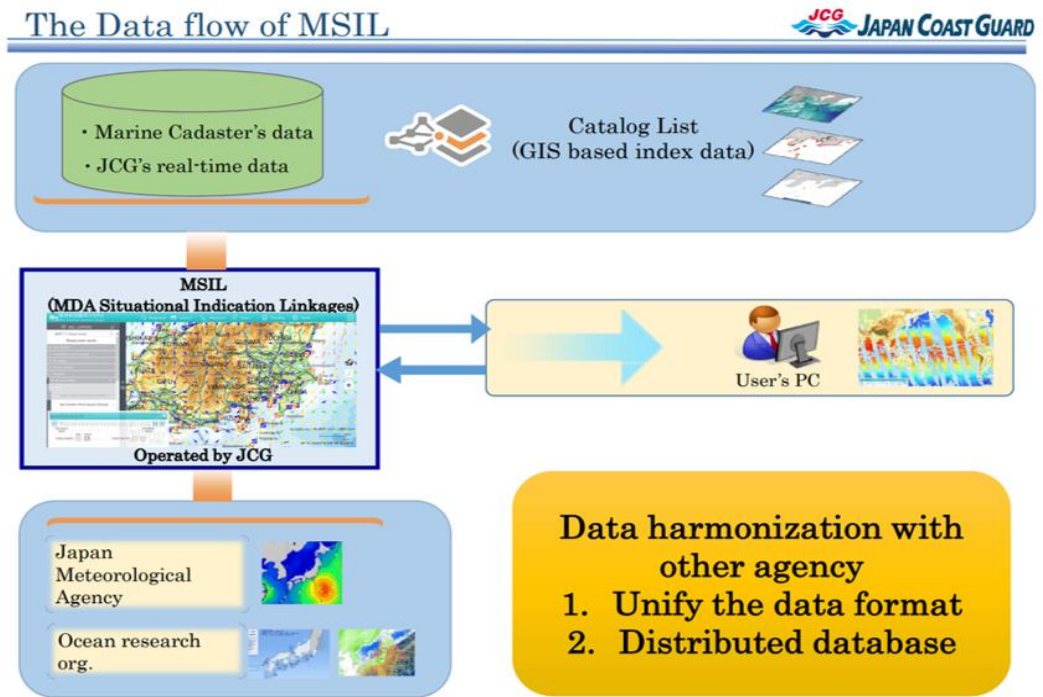 The Data flow of MSIL
JCG JAPAN COAST GUARD
・Marine Cadaster's data
・JCG's real-time data
Catalog List
(GIS based index data)
MSIL
(MDA Situational Indication Linkages)
Operated by JCG
User's PC
Japan
Meteorological
Agency
Ocean research
org.
Data harmonization with
other agency
1. Unify the data format
2. Distributed database